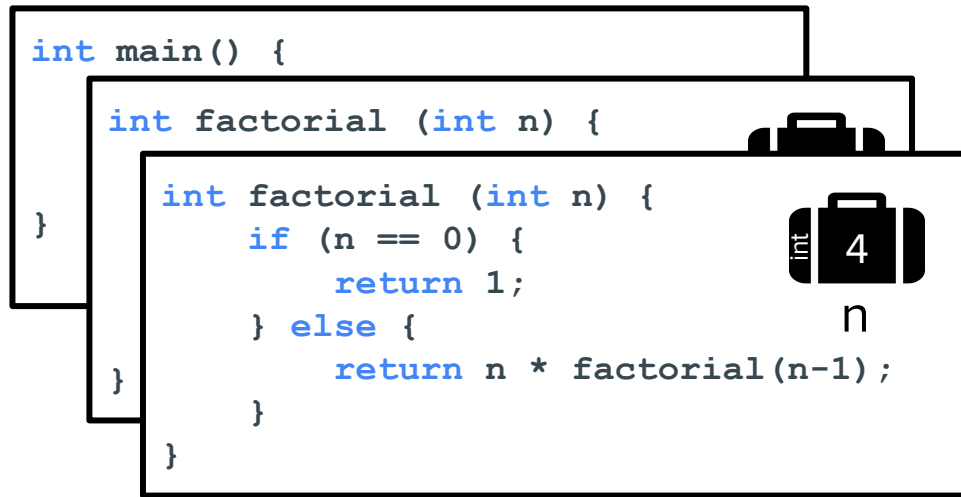 int main() {
}
int factorial (int n) {
}
int factorial (int n) {
if (n == 0) {
return 1;
} else {
return n * factorial(n-1);
}
}
int
4
n